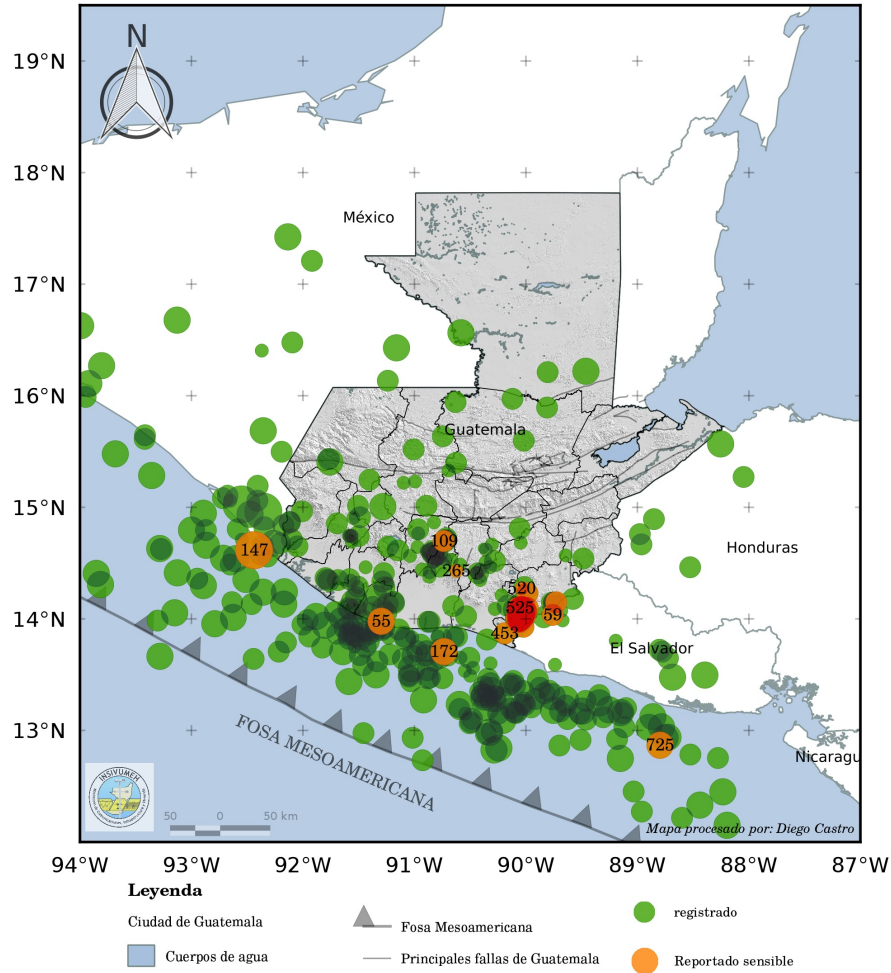 N
19°N
18°N
México
17°N
16°N
Guatemala
15°N
109
147
Honduras
265
520
14°N
525
59
55
453
172
El Salvador
13°N
FOSA MESOAMERICANA
725
Nicaragu
INSIVUMEH
50 0 50 km
Mapa procesado por: Diego Castro
94°W 93°W 92°W 91°W 90°W 89°W 88°W 87°W
Leyenda
Ciudad de Guatemala
Fosa Mesoamericana
registrado
Cuerpos de agua
Principales fallas de Guatemala
Reportado sensible